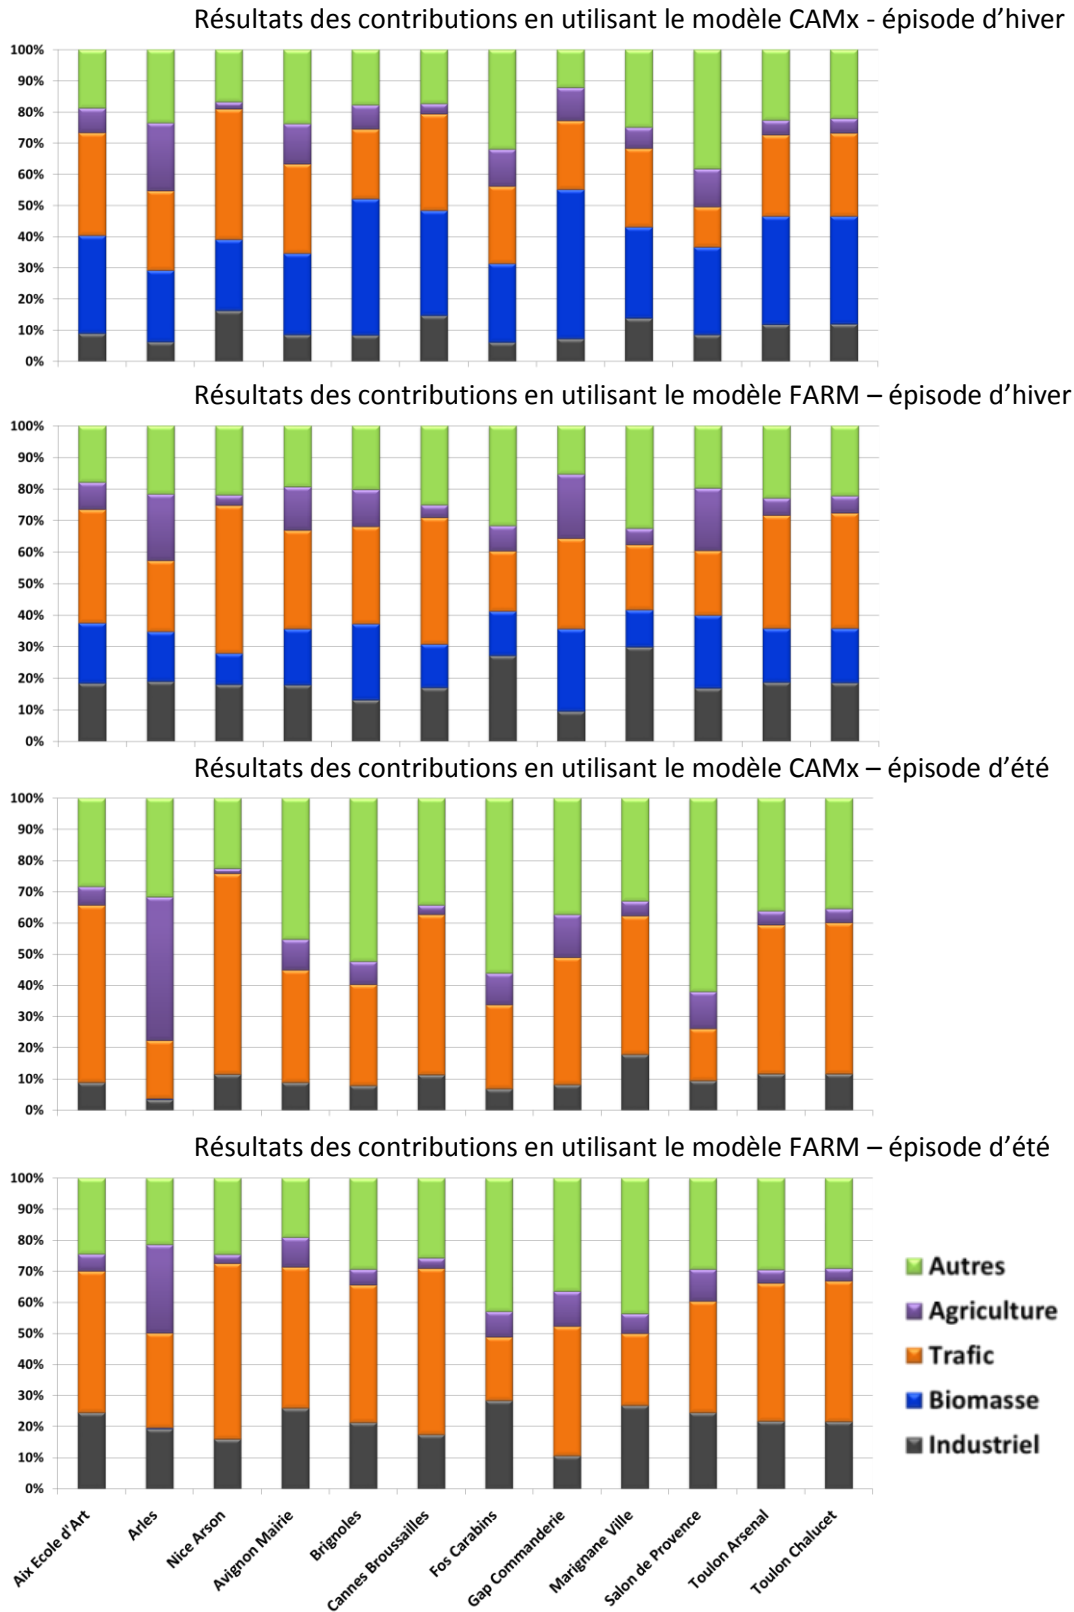 Résultats des contributions en utilisant le modèle CAMx - épisode d’hiver
100%
90%
80%
70%
60%
50%
40%
30%
20%
10%
0%
Résultats des contributions en utilisant le modèle FARM – épisode d’hiver
100%
90%
80%
70%
60%
50%
40%
30%
20%
10%
0%
Résultats des contributions en utilisant le modèle CAMx – épisode d’été
100%
90%
80%
70%
60%
50%
40%
30%
20%
10%
0%
Résultats des contributions en utilisant le modèle FARM – épisode d’été
100%
90%
80%
70%
60%
50%
40%
30%
20%
10%
0%
Autres
Agriculture
Trafic
Biomasse
Industriel
Aix Ecole d'Art
Arles
Nice Arson
Avignon Mairie
Brignoles
Cannes Broussailles
Fos Carabins
Gap Commanderie
Marignane Ville
Salon de Provence
Toulon Arsenal
Toulon Chalucet